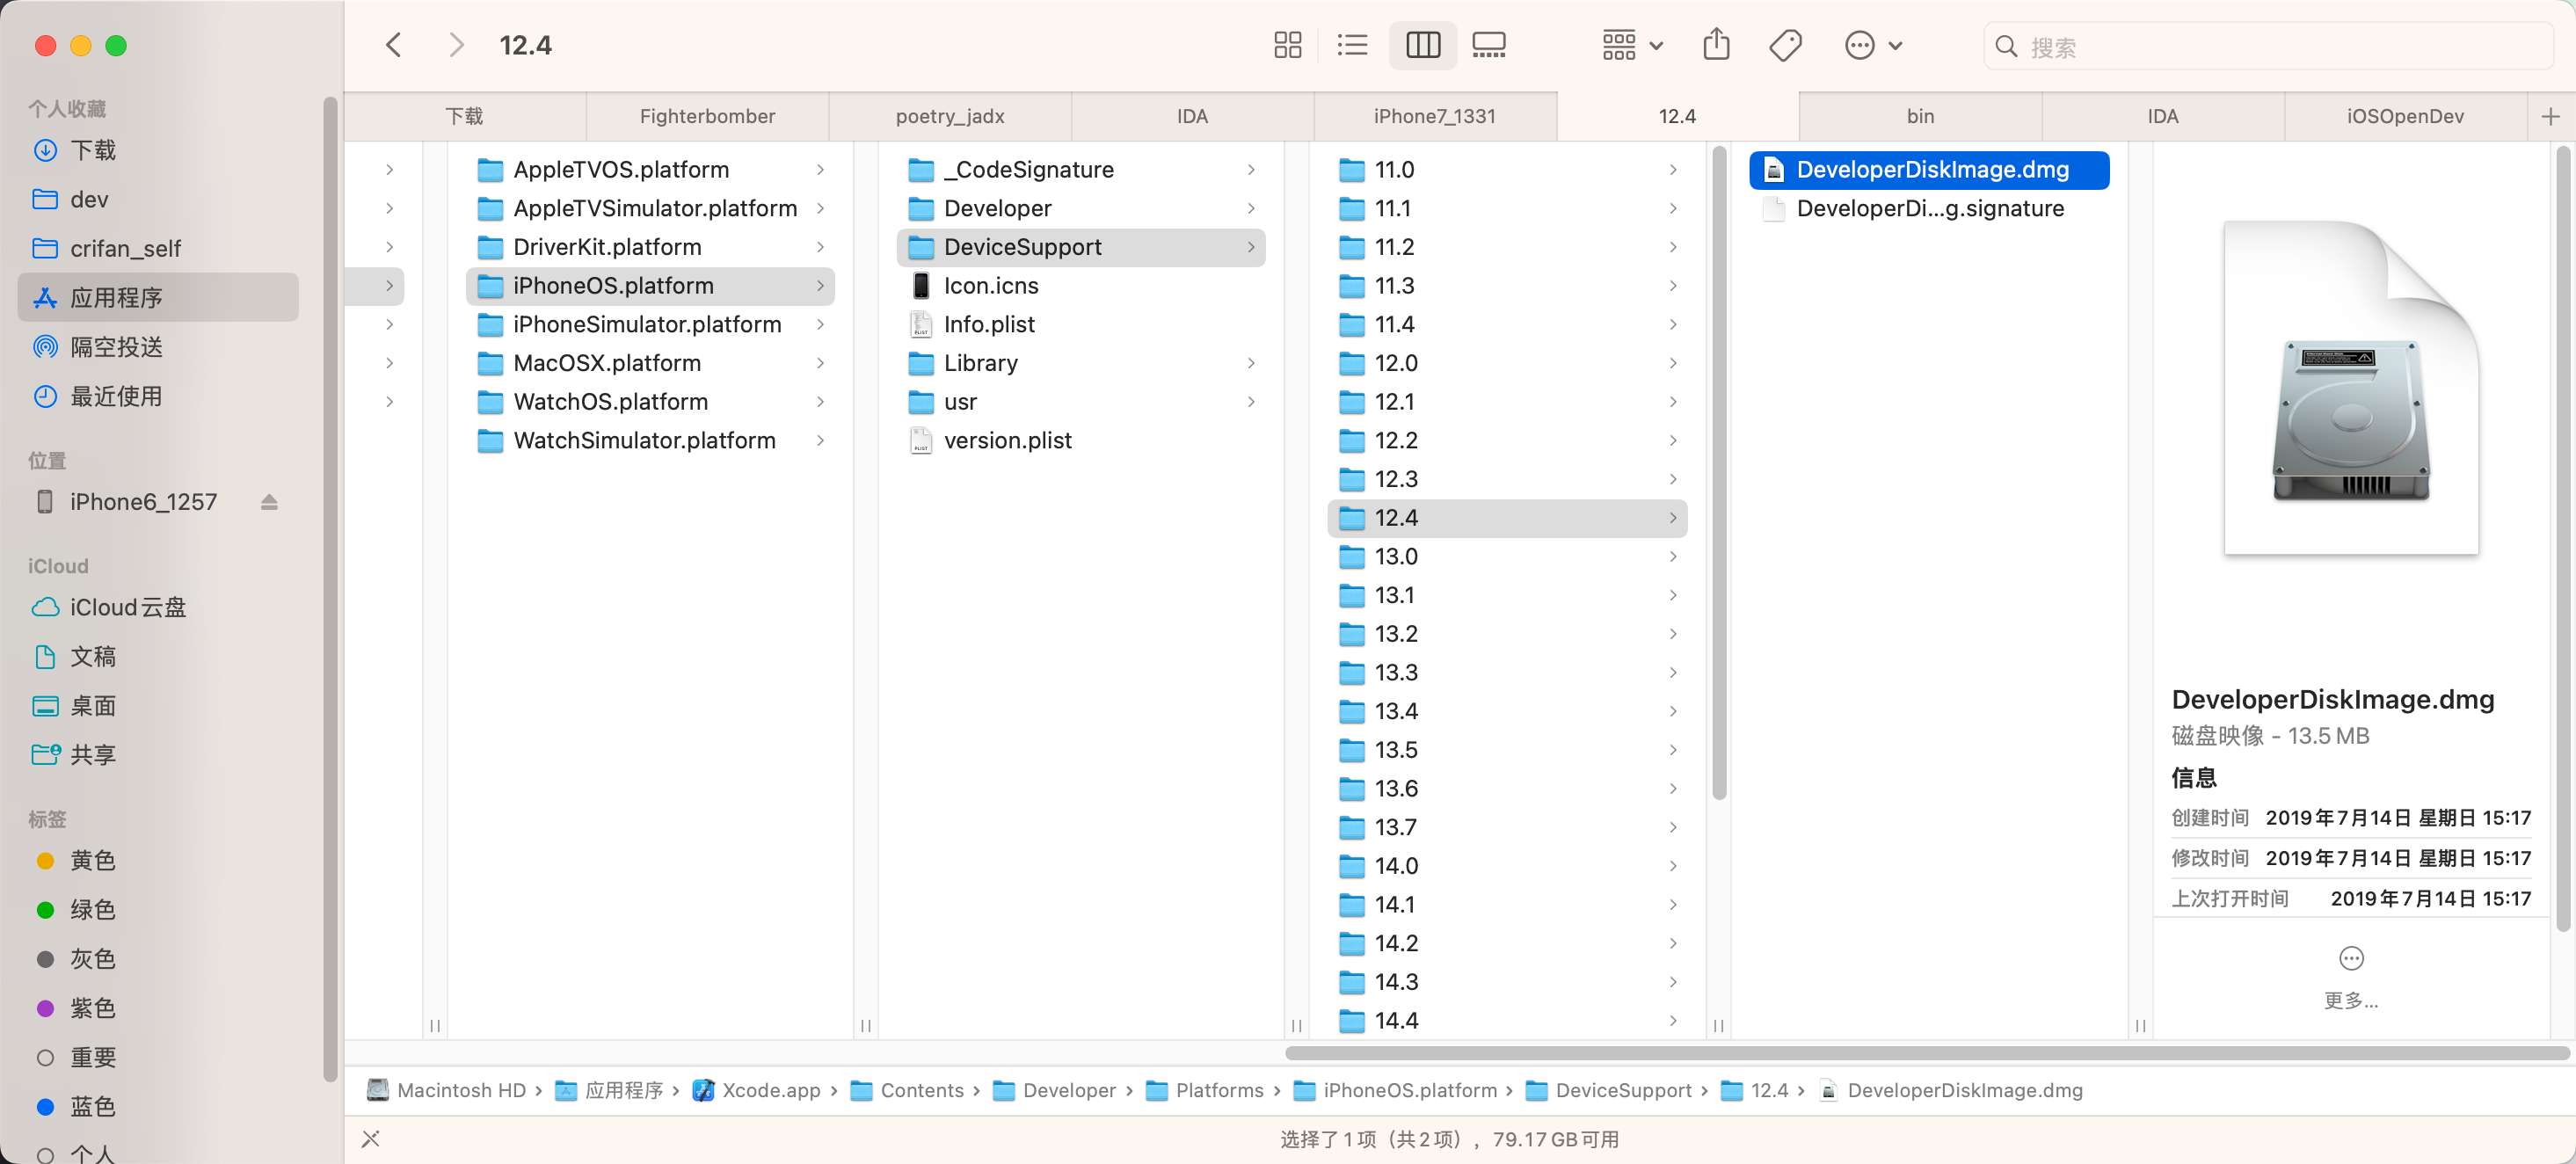 12.4
搜索
下载
Fighterbomber
poetry_jadx
IDA
iPhone7_1331
12.4
bin
IDA
iOSOpenDev
个人收藏
下载
dev
crifan_self
应用程序
隔空投送
最近使用
位置
iPhone6_1257
iCloud
iCloud云盘
文稿
桌面
共享
标签
黄色
绿色
灰色
紫色
重要
蓝色
个人
AppleTVOS.platform
AppleTVSimulator.platform
DriverKit.platform
iPhoneOS.platform
iPhoneSimulator.platform
MacOSX.platform
WatchOS.platform
WatchSimulator.platform
_CodeSignature
Developer
DeviceSupport
Icon.icns
Info.plist
Library
usr
version.plist
11.0
11.1
11.2
11.3
11.4
12.0
12.1
12.2
12.3
12.4
13.0
13.1
13.2
13.3
13.4
13.5
13.6
13.7
14.0
14.1
14.2
14.3
14.4
DeveloperDiskImage.dmg
DeveloperDi...g.signature
DeveloperDiskImage.dmg
磁盘映像 - 13.5 MB
信息
创建时间 2019年7月14日 星期日 15:17
修改时间 2019年7月14日 星期日 15:17
上次打开时间 2019年7月14日 15:17
更多...
Macintosh HD › 应用程序 › Xcode.app › Contents › Developer › Platforms › iPhoneOS.platform › DeviceSupport › 12.4 › DeveloperDiskImage.dmg
选择了1项（共2项），79.17 GB可用